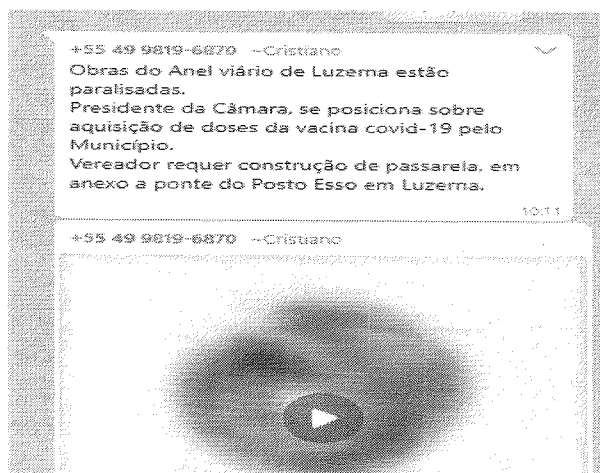 +55 49 9819-6870 ~Cristiano
Obras do Anel viário de Luzerna estão
paralisadas.
Presidente da Câmara, se posiciona sobre
aquisição de doses da vacina covid-19 pelo
Município.
Vereador requer construção de passarela, em
anexo a ponte do Posto Esso em Luzerna.
10:11
+55 49 9819-6870 ~Cristiano